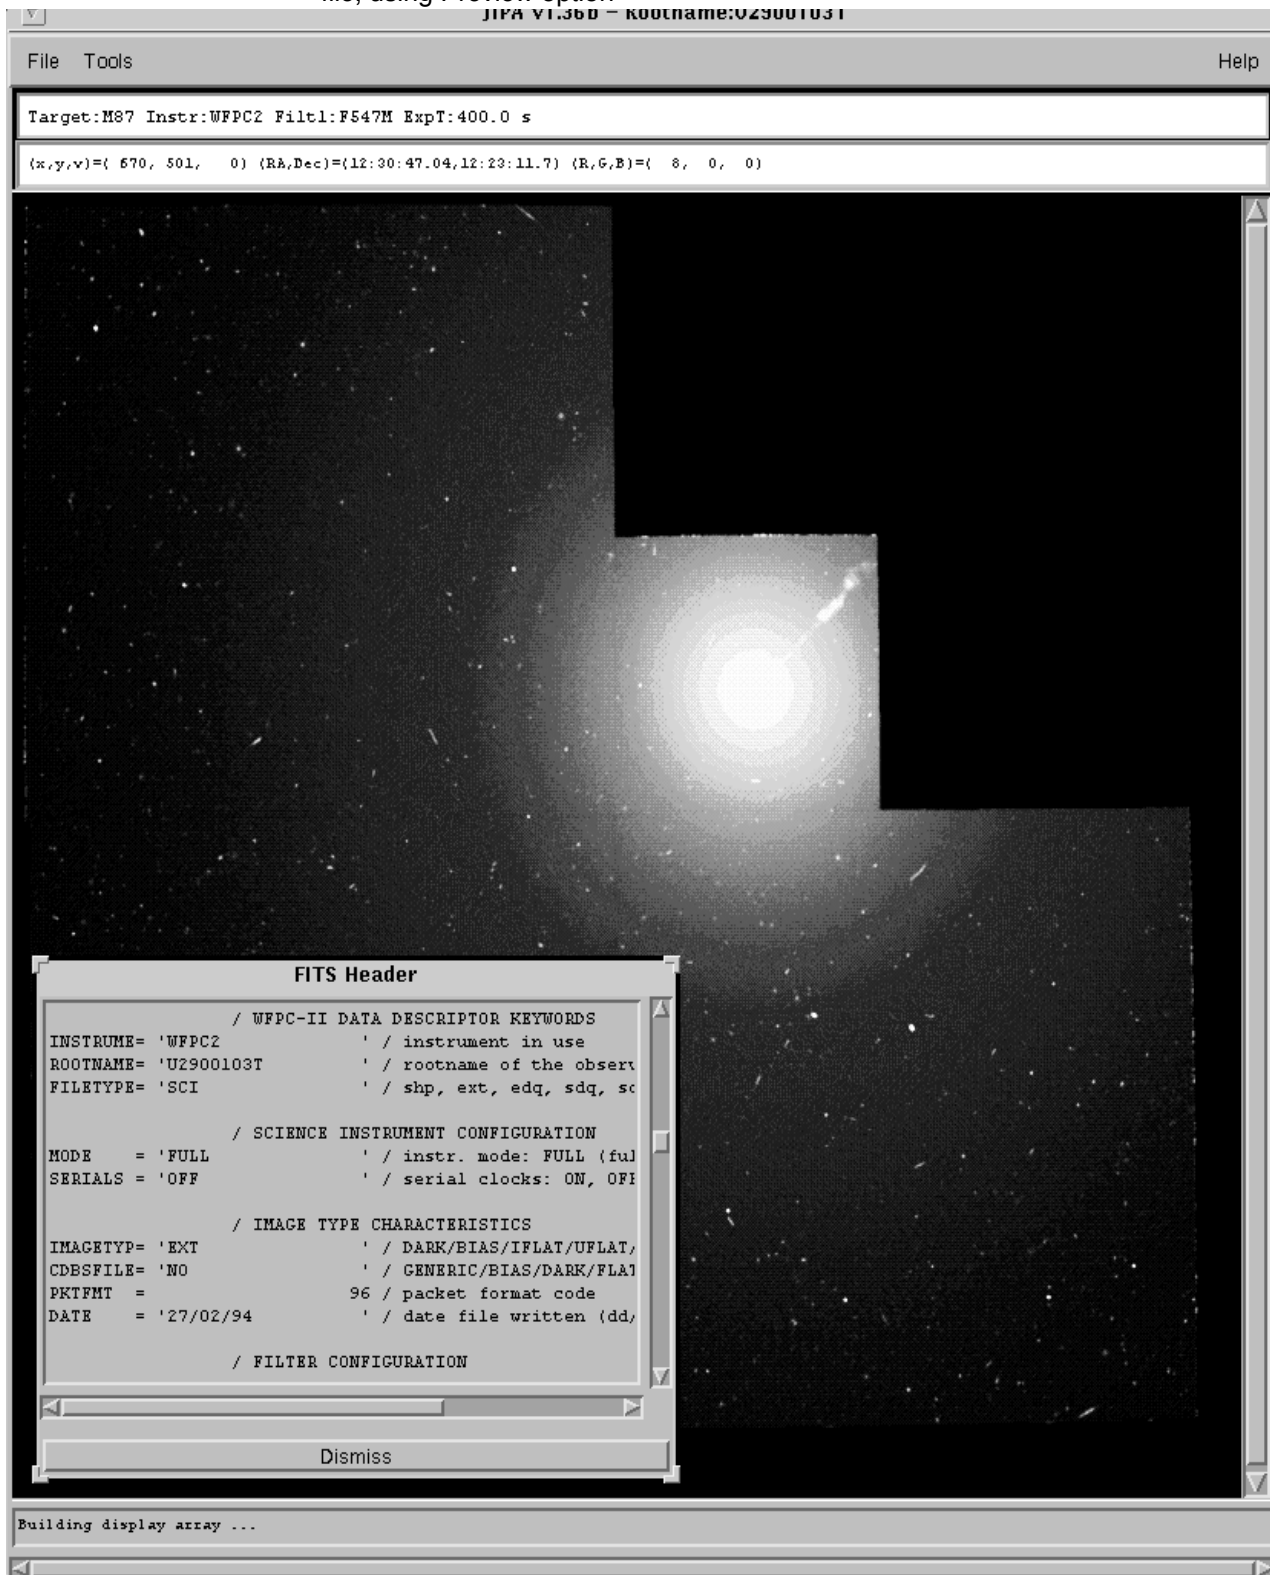 file, using Preview option
JIPA v1.36b - Rootname:U2900103T
File Tools Help
Target:M87 Instr:WFPC2 Filt1:F547M ExpT:400.0 s
(x,y,v)=( 670, 501,   0) (RA,Dec)=(12:30:47.04,12:23:11.7) (R,G,B)=(  8,  0,  0)
FITS Header
/ WFPC-II DATA DESCRIPTOR KEYWORDS
INSTRUME= 'WFPC2              ' / instrument in use
ROOTNAME= 'U2900103T          ' / rootname of the observ
FILETYPE= 'SCI                ' / shp, ext, edq, sdq, sc
/ SCIENCE INSTRUMENT CONFIGURATION
MODE    = 'FULL               ' / instr. mode: FULL (ful
SERIALS = 'OFF                ' / serial clocks: ON, OFF
/ IMAGE TYPE CHARACTERISTICS
IMAGETYP= 'EXT                ' / DARK/BIAS/IFLAT/UFLAT/
CDBSFILE= 'NO                 ' / GENERIC/BIAS/DARK/FLAT
PKTFMT  =                   96 / packet format code
DATE    = '27/02/94           ' / date file written (dd/
/ FILTER CONFIGURATION
Dismiss
Building display array ...